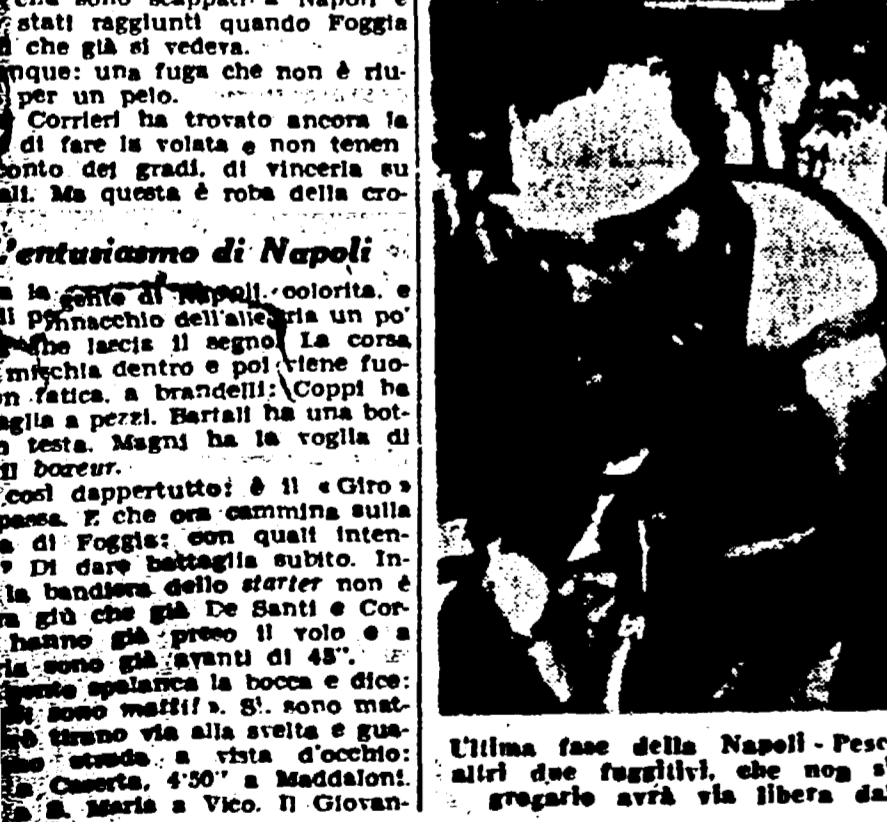 sono scappati a Napoli e
stati raggiunti quando Foggia
che già si vedeva.
nque: una fuga che non è riu-
per un pelo.
Corrieri ha trovato ancora la
di fare la volata e non tenen
conto dei gradi, di vincerla su
ali. Ma questa è roba della cro-
L'entusiasmo di Napoli
la gente di Napoli, colorita, e
pennacchio dell'allegria un po'
che lascia il segno. La corsa
mischia dentro e poi viene fuo-
n fatica, a brandelli: Coppi ha
aglia a pezzi. Bartali ha una bot-
n testa. Magni ha la voglia di
il boxeur.
così dappertutto: è il « Giro »
passa. E che ora cammina sulla
a di Foggia: con quali inten-
Di dare battaglia subito. In-
la bandiera dello starter non è
ra giù che già De Santi e Cor-
hanno già preso il volo e a
sono già avanti di 45".
gente spalanca la bocca e dice:
sono matti! ». Sì, sono mat-
tirano via alla svelta e gua-
strada a vista d'occhio:
a Caserta, 4'50" a Maddaloni.
a S. Maria a Vico. Il Giovan-
Ultima fase della Napoli - Pesc
altri due fuggitivi, che non s
gregario avrà via libera da